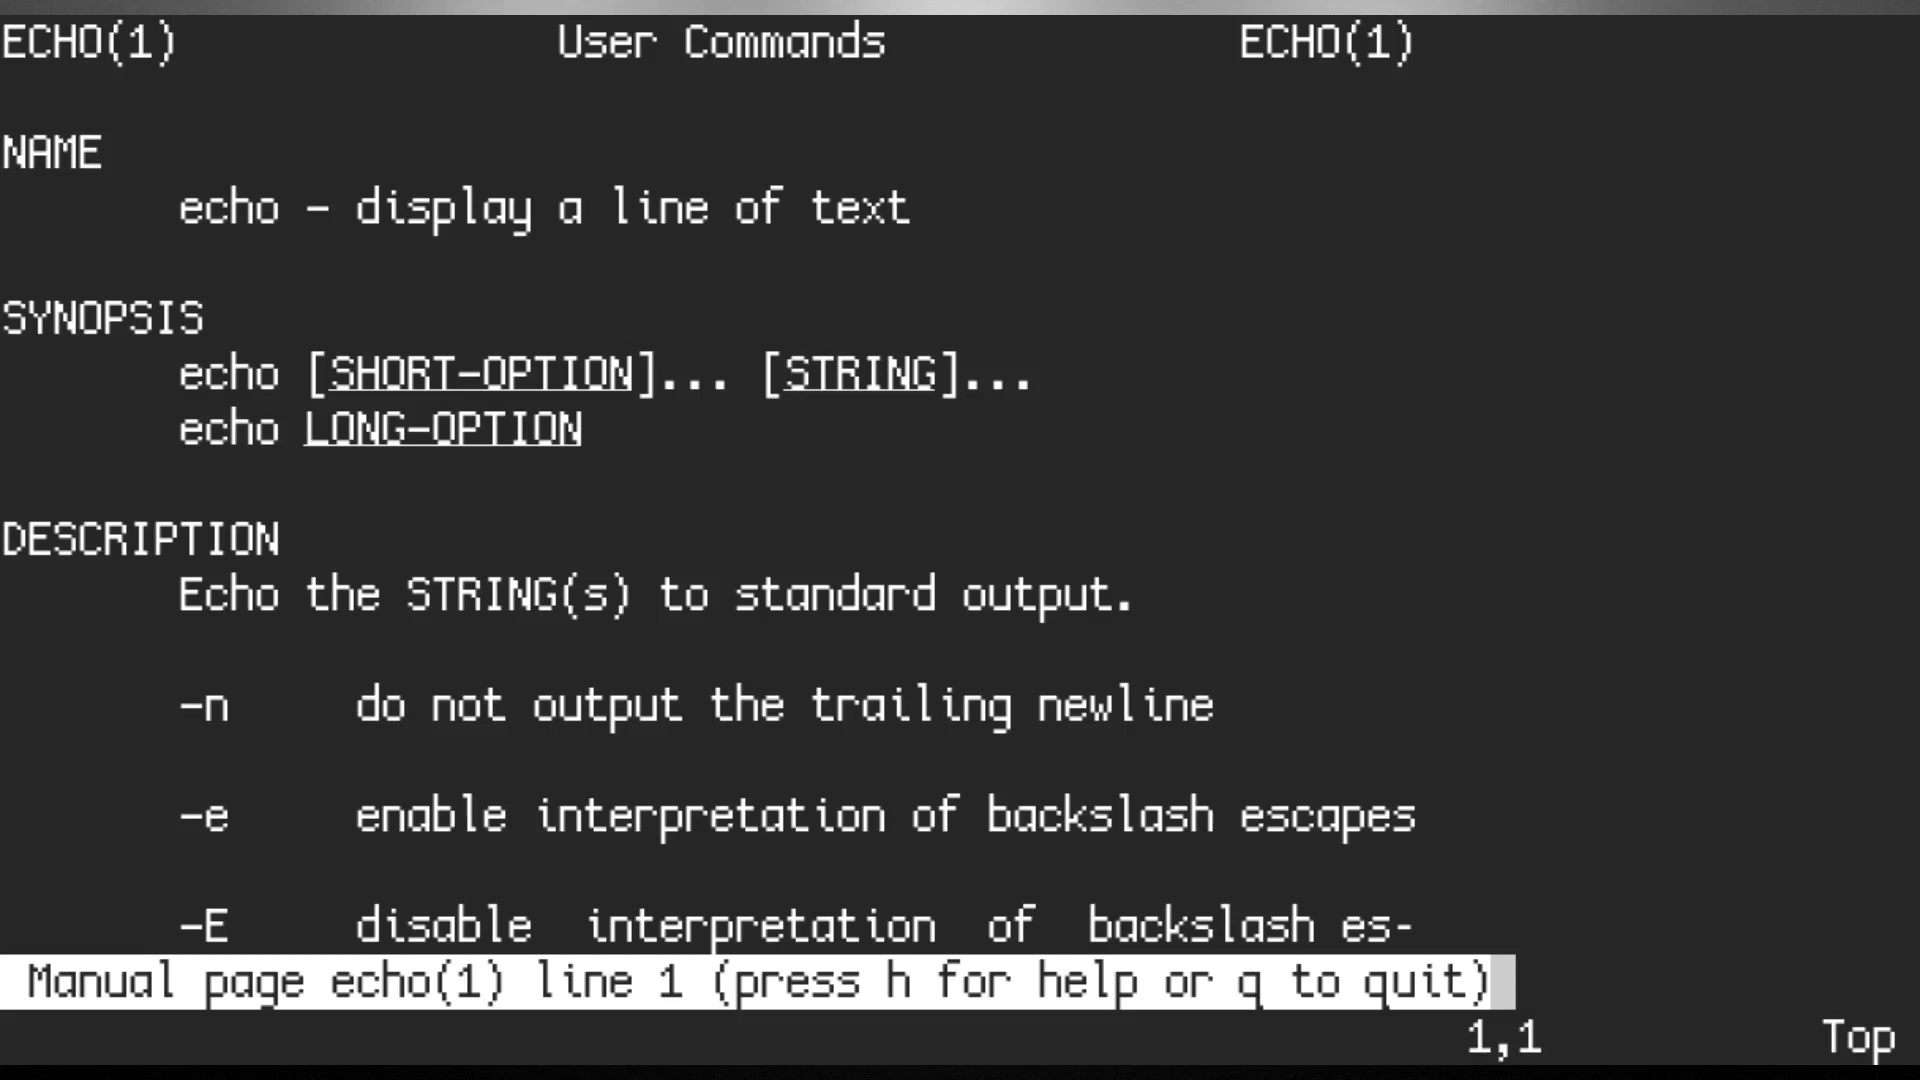 ECHO(1) User Commands ECHO(1)
NAME
echo - display a line of text
SYNOPSIS
echo [SHORT-OPTION]... [STRING]...
echo LONG-OPTION
DESCRIPTION
Echo the STRING(s) to standard output.
-n do not output the trailing newline
-e enable interpretation of backslash escapes
-E disable interpretation of backslash es-
Manual page echo(1) line 1 (press h for help or q to quit)
1,1 Top